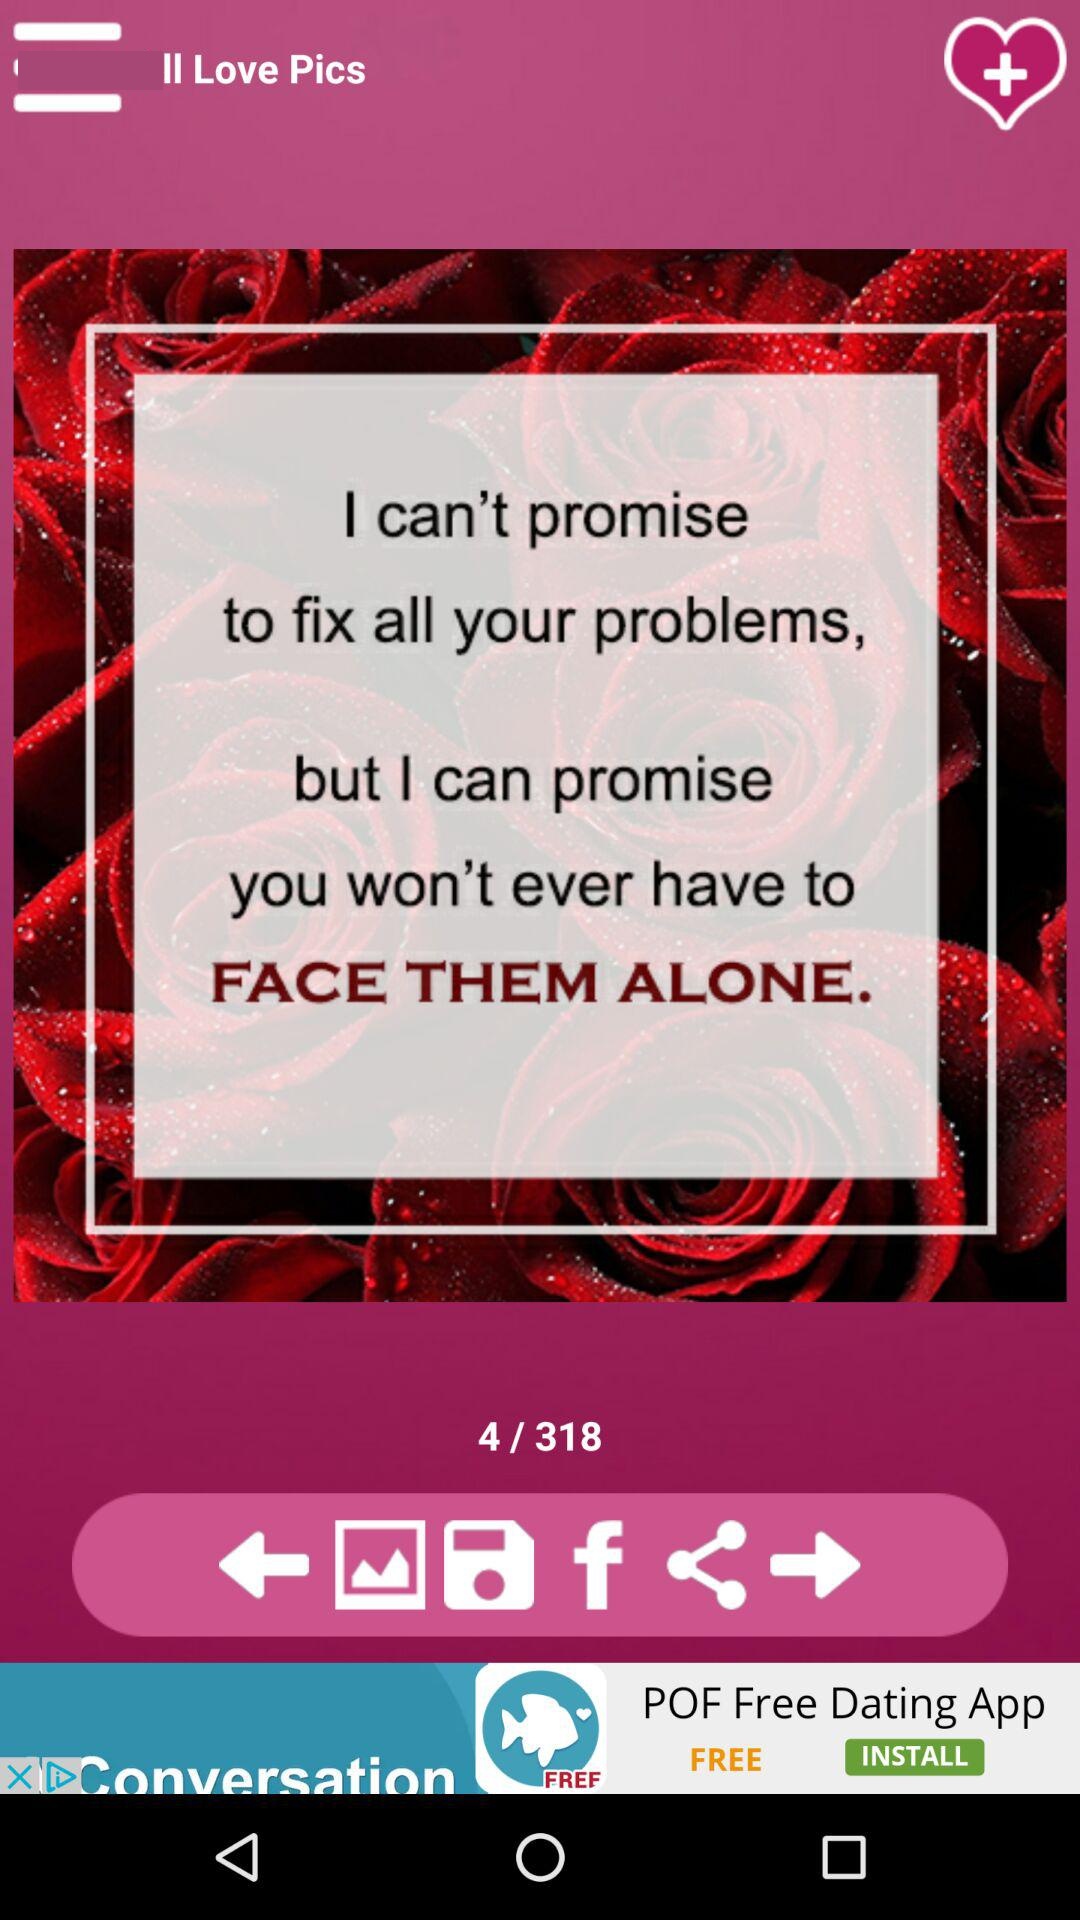 ll Love Pics
I can't promise
to fix all your problems,
but I can promise
you won't ever have to
FACE THEM ALONE.
4 / 318
f
POF Free Dating App
Conversation
FREE
FREE INSTALL